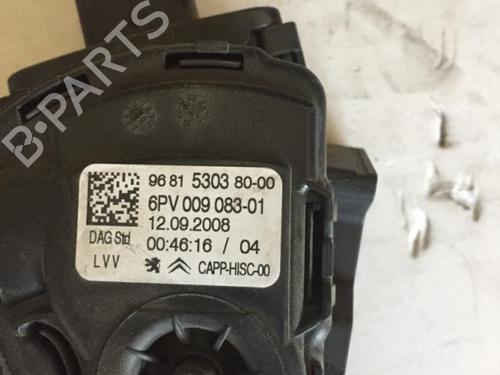 B-PARTS
8
96 81 5303 80-00
6PV 009 083-01
12.09.2008
DAG Std 00:46:16 / 04
LVV CAPP-HISC-00